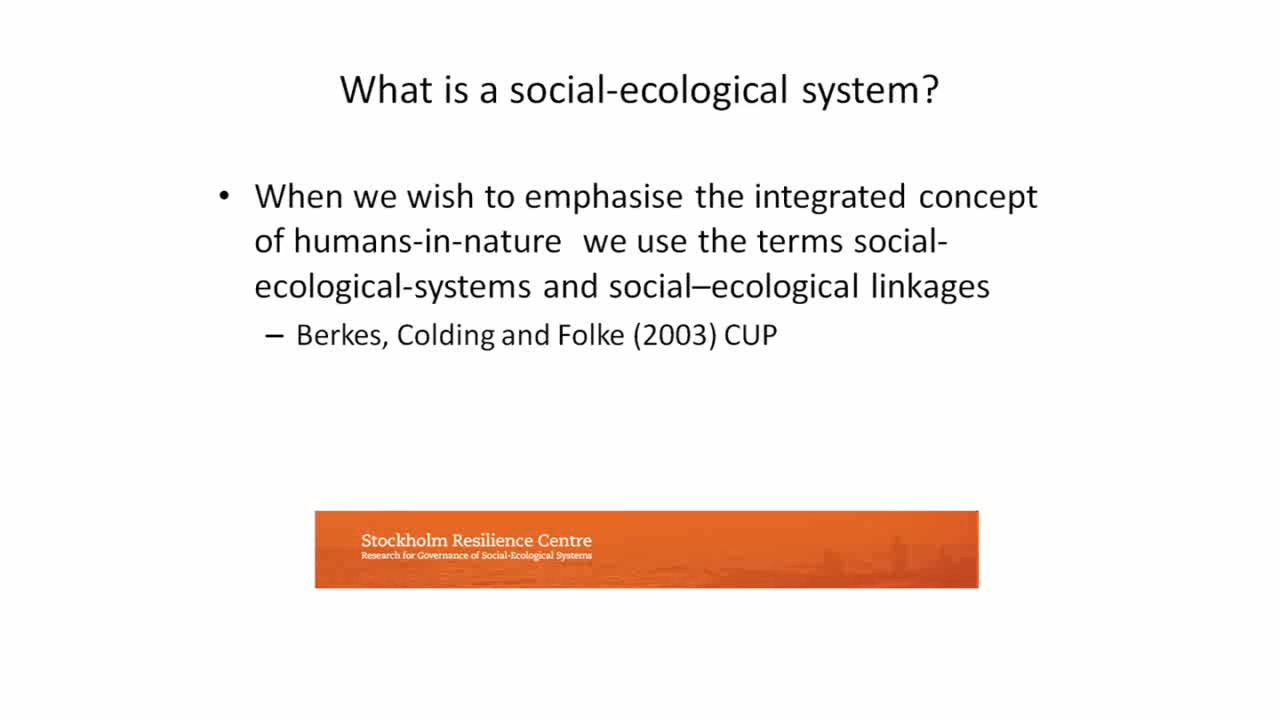 What is a social-ecological system?
• When we wish to emphasise the integrated concept
of humans-in-nature we use the terms social-
ecological-systems and social–ecological linkages
– Berkes, Colding and Folke (2003) CUP
Stockholm Resilience Centre
Research for Governance of Social-Ecological Systems